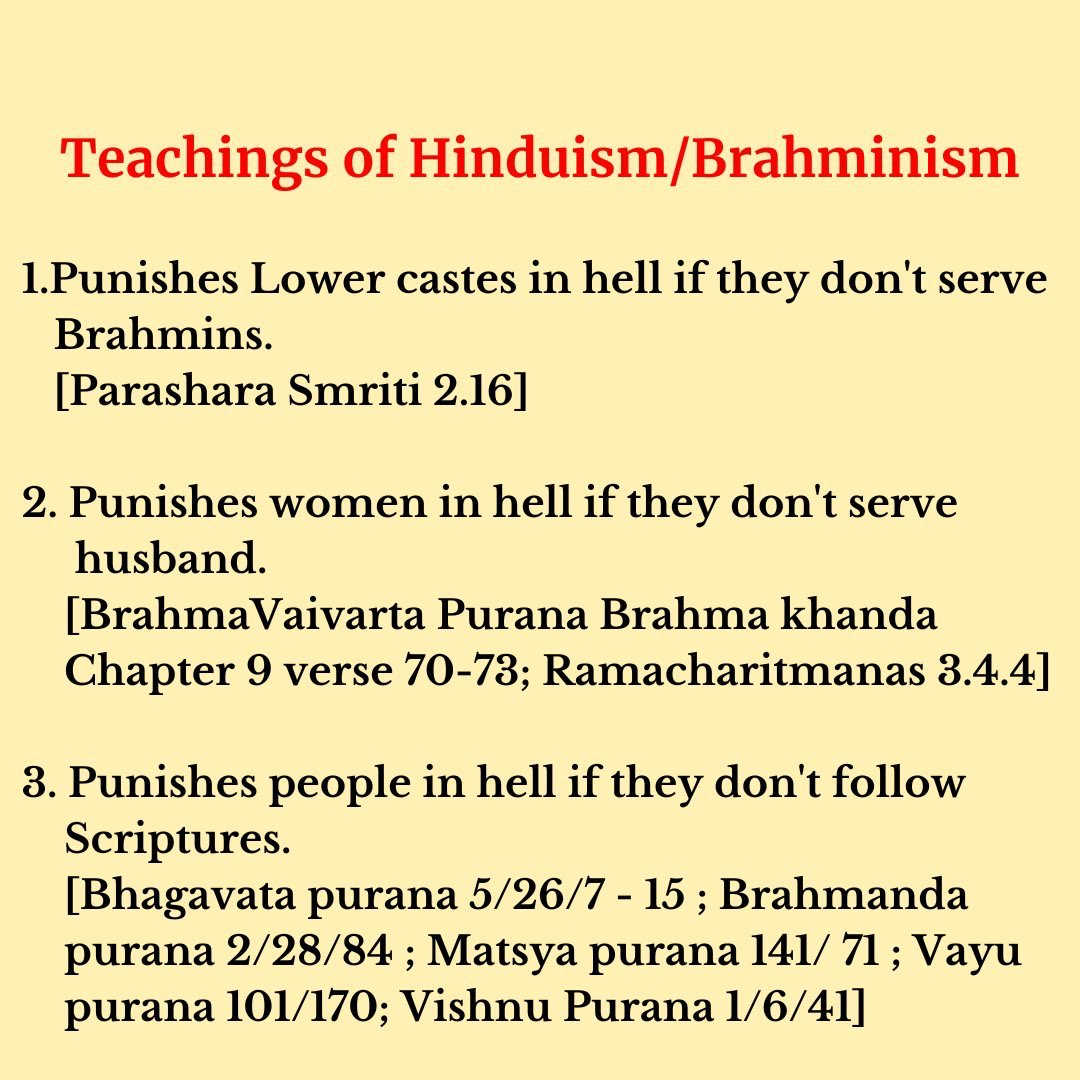 Teachings of Hinduism/Brahminism
1.Punishes Lower castes in hell if they don't serve
Brahmins.
[Parashara Smriti 2.16]
2. Punishes women in hell if they don't serve
husband.
[BrahmaVaivarta Purana Brahma khanda
Chapter 9 verse 70-73; Ramacharitmanas 3.4.4]
3. Punishes people in hell if they don't follow
Scriptures.
[Bhagavata purana 5/26/7 - 15 ; Brahmanda
purana 2/28/84 ; Matsya purana 141/ 71 ; Vayu
purana 101/170; Vishnu Purana 1/6/41]